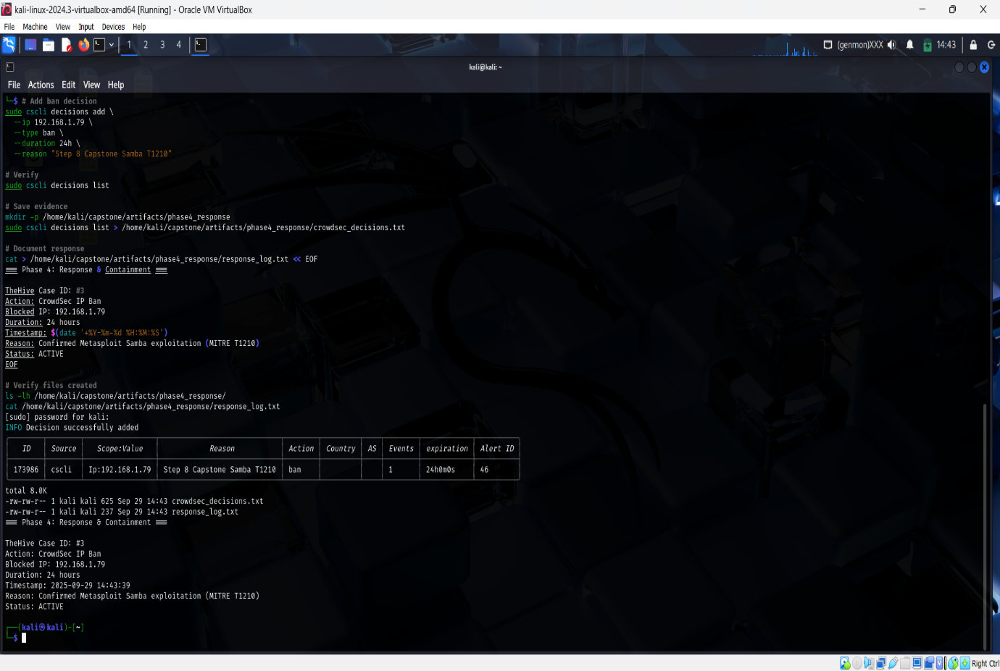 kali-linux-2024.3-virtualbox-amd64 [Running] - Oracle VM VirtualBox
File Machine View Input Devices Help
1 2 3 4 (genmon)XXX 14:43
kali@kali: ~
File Actions Edit View Help
└─$ # Add ban decision
sudo cscli decisions add \
--ip 192.168.1.79 \
--type ban \
--duration 24h \
--reason "Step 8 Capstone Samba T1210"
# Verify
sudo cscli decisions list
# Save evidence
mkdir -p /home/kali/capstone/artifacts/phase4_response
sudo cscli decisions list > /home/kali/capstone/artifacts/phase4_response/crowdsec_decisions.txt
# Document response
cat > /home/kali/capstone/artifacts/phase4_response/response_log.txt << EOF
=== Phase 4: Response & Containment ===
TheHive Case ID: #3
Action: CrowdSec IP Ban
Blocked IP: 192.168.1.79
Duration: 24 hours
Timestamp: $(date '+%Y-%m-%d %H:%M:%S')
Reason: Confirmed Metasploit Samba exploitation (MITRE T1210)
Status: ACTIVE
EOF
# Verify files created
ls -lh /home/kali/capstone/artifacts/phase4_response/
cat /home/kali/capstone/artifacts/phase4_response/response_log.txt
[sudo] password for kali:
INFO Decision successfully added
ID Source Scope:Value Reason Action Country AS Events expiration Alert ID
173986 cscli Ip:192.168.1.79 Step 8 Capstone Samba T1210 ban 1 24h0m0s 46
total 8.0K
-rw-rw-r-- 1 kali kali 625 Sep 29 14:43 crowdsec_decisions.txt
-rw-rw-r-- 1 kali kali 237 Sep 29 14:43 response_log.txt
=== Phase 4: Response & Containment ===
TheHive Case ID: #3
Action: CrowdSec IP Ban
Blocked IP: 192.168.1.79
Duration: 24 hours
Timestamp: 2025-09-29 14:43:39
Reason: Confirmed Metasploit Samba exploitation (MITRE T1210)
Status: ACTIVE
┌──(kali㉿kali)-[~]
└─$
Right Ctrl